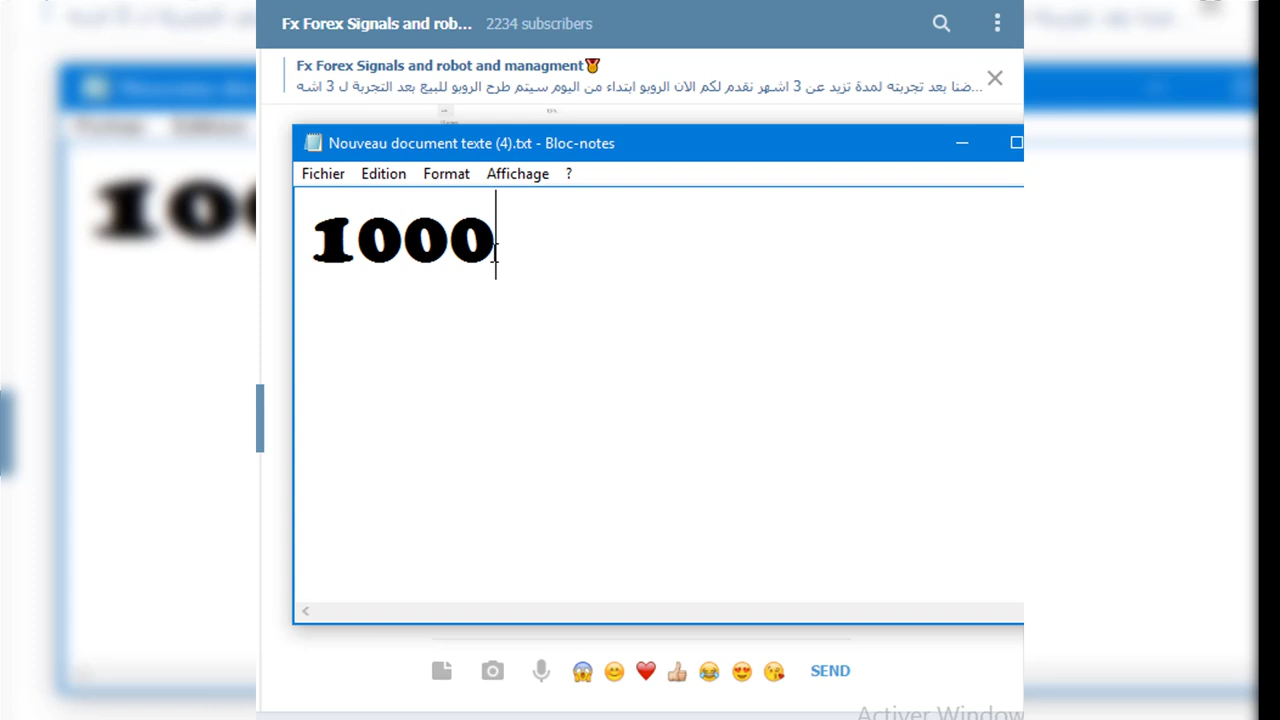 Fx Forex Signals and rob... 2234 subscribers
Fx Forex Signals and robot and managment🏅
ضنا بعد تجربته لمدة تزيد عن 3 اشهر نقدم لكم الان الروبو ابتداء من اليوم سيتم طرح الروبو للبيع بعد التجربة ل 3 اشه...
Nouveau document texte (4).txt - Bloc-notes
Fichier Edition Format Affichage ?
1000
SEND
Activer Window